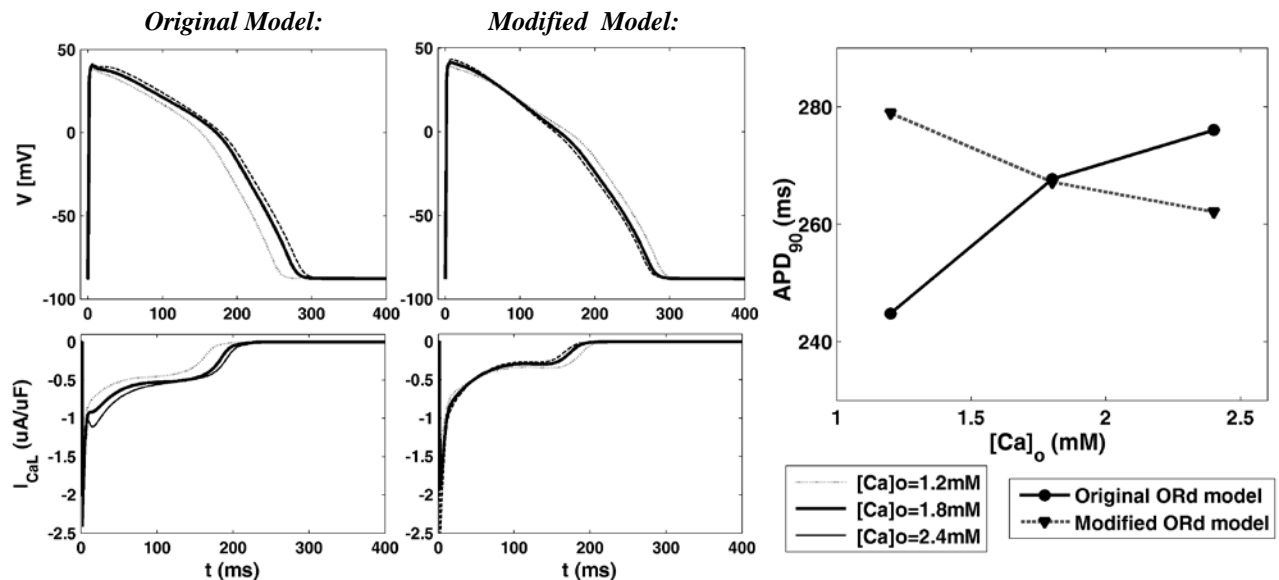 Original Model:
Modified Model:
50
0
-50
-100
V [mV]
0 100 200 300 400
50
0
-50
-100
0 100 200 300 400
0
-0.5
-1
-1.5
-2
-2.5
I_CaL (uA/uF)
0 100 200 300 400
t (ms)
0
-0.5
-1
-1.5
-2
-2.5
0 100 200 300 400
t (ms)
280
260
240
APD_90 (ms)
1 1.5 2 2.5
[Ca]_o (mM)
[Ca]o=1.2mM
[Ca]o=1.8mM
[Ca]o=2.4mM
Original ORd model
Modified ORd model